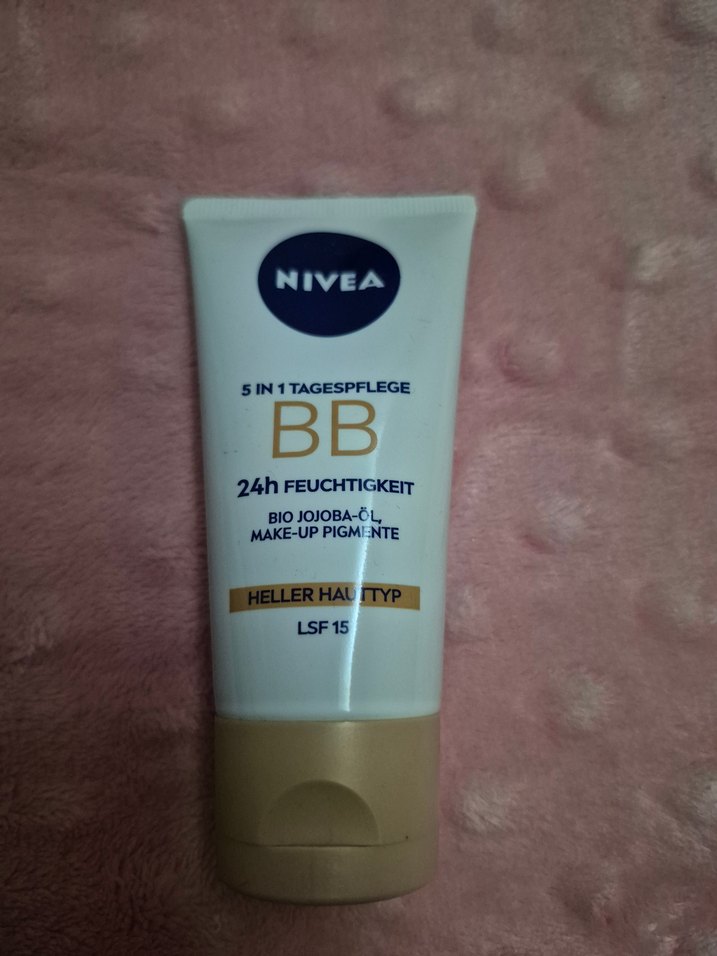 NIVEA
5 IN 1 TAGESPFLEGE
BB
24h FEUCHTIGKEIT
BIO JOJOBA-ÖL,
MAKE-UP PIGMENTE
HELLER HAUTTYP
LSF 15